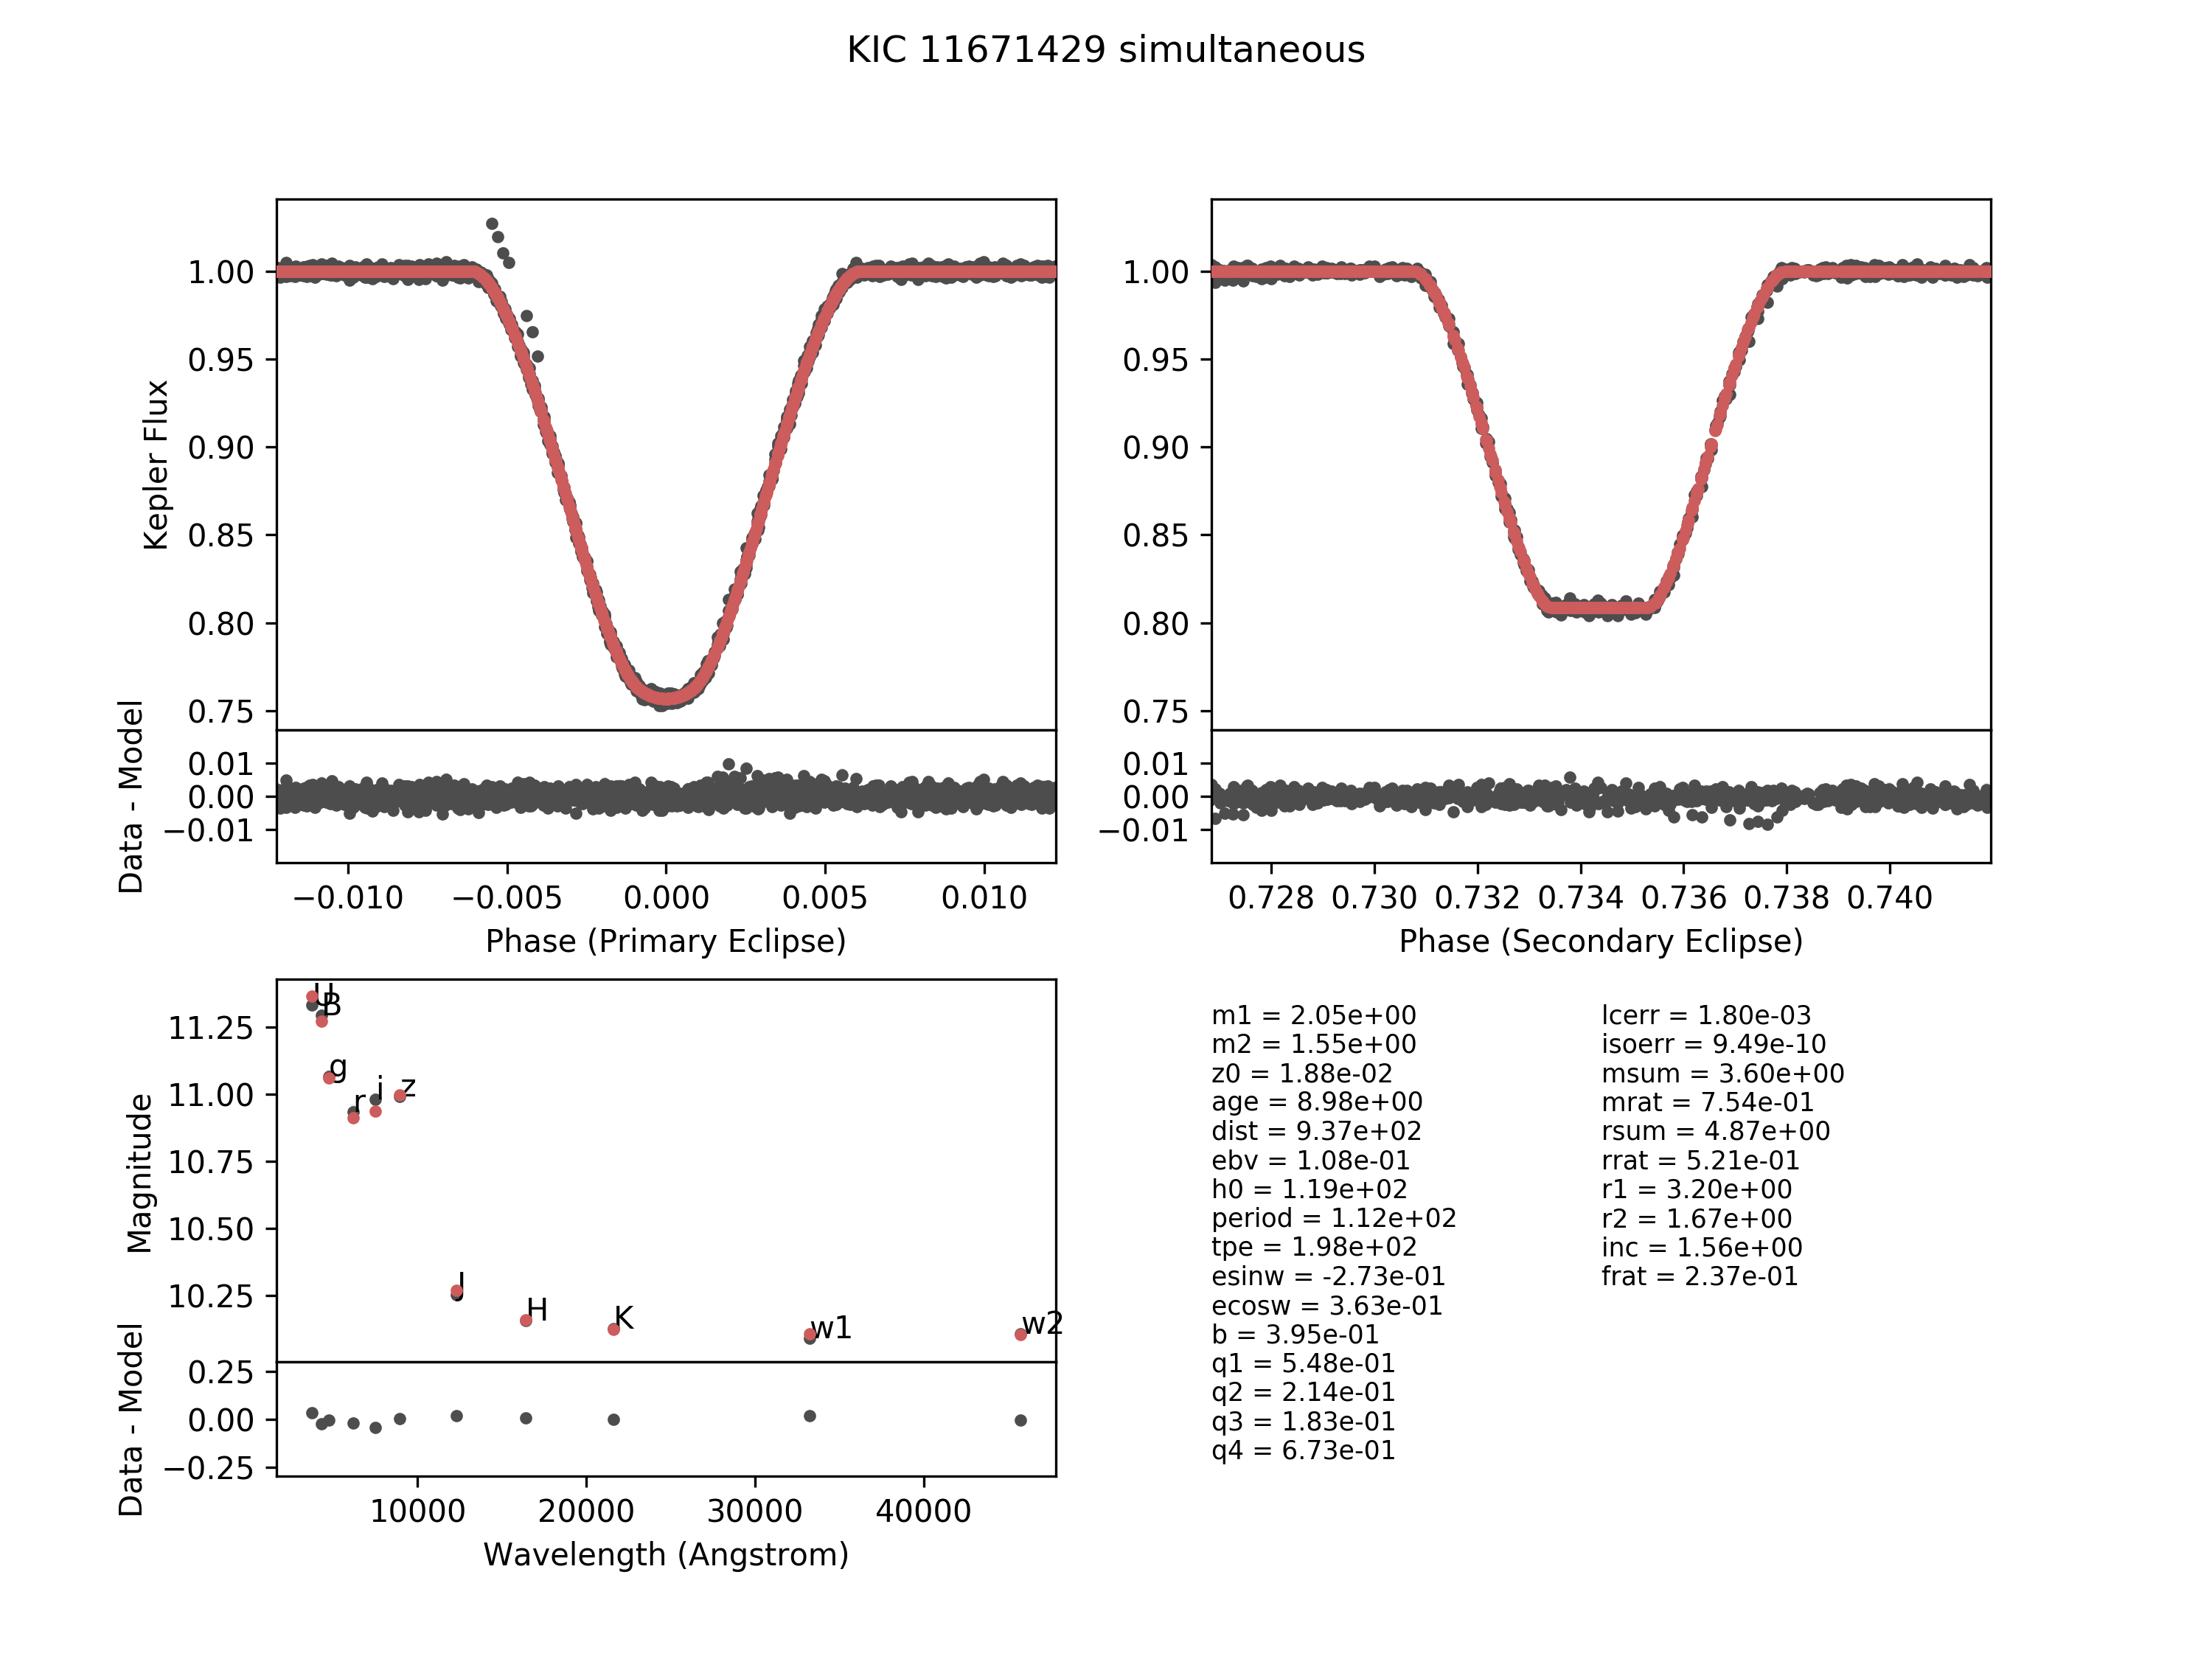 KIC 11671429 simultaneous
Kepler Flux
1.00
0.95
0.90
0.85
0.80
0.75
Data - Model
0.01
0.00
−0.01
−0.010 −0.005 0.000 0.005 0.010
Phase (Primary Eclipse)
1.00
0.95
0.90
0.85
0.80
0.75
0.01
0.00
−0.01
0.728 0.730 0.732 0.734 0.736 0.738 0.740
Phase (Secondary Eclipse)
Magnitude
11.25
11.00
10.75
10.50
10.25
U
B
g
r
i
z
J
H
K
w1
w2
Data - Model
0.25
0.00
−0.25
10000 20000 30000 40000
Wavelength (Angstrom)
m1 = 2.05e+00
m2 = 1.55e+00
z0 = 1.88e-02
age = 8.98e+00
dist = 9.37e+02
ebv = 1.08e-01
h0 = 1.19e+02
period = 1.12e+02
tpe = 1.98e+02
esinw = -2.73e-01
ecosw = 3.63e-01
b = 3.95e-01
q1 = 5.48e-01
q2 = 2.14e-01
q3 = 1.83e-01
q4 = 6.73e-01
lcerr = 1.80e-03
isoerr = 9.49e-10
msum = 3.60e+00
mrat = 7.54e-01
rsum = 4.87e+00
rrat = 5.21e-01
r1 = 3.20e+00
r2 = 1.67e+00
inc = 1.56e+00
frat = 2.37e-01